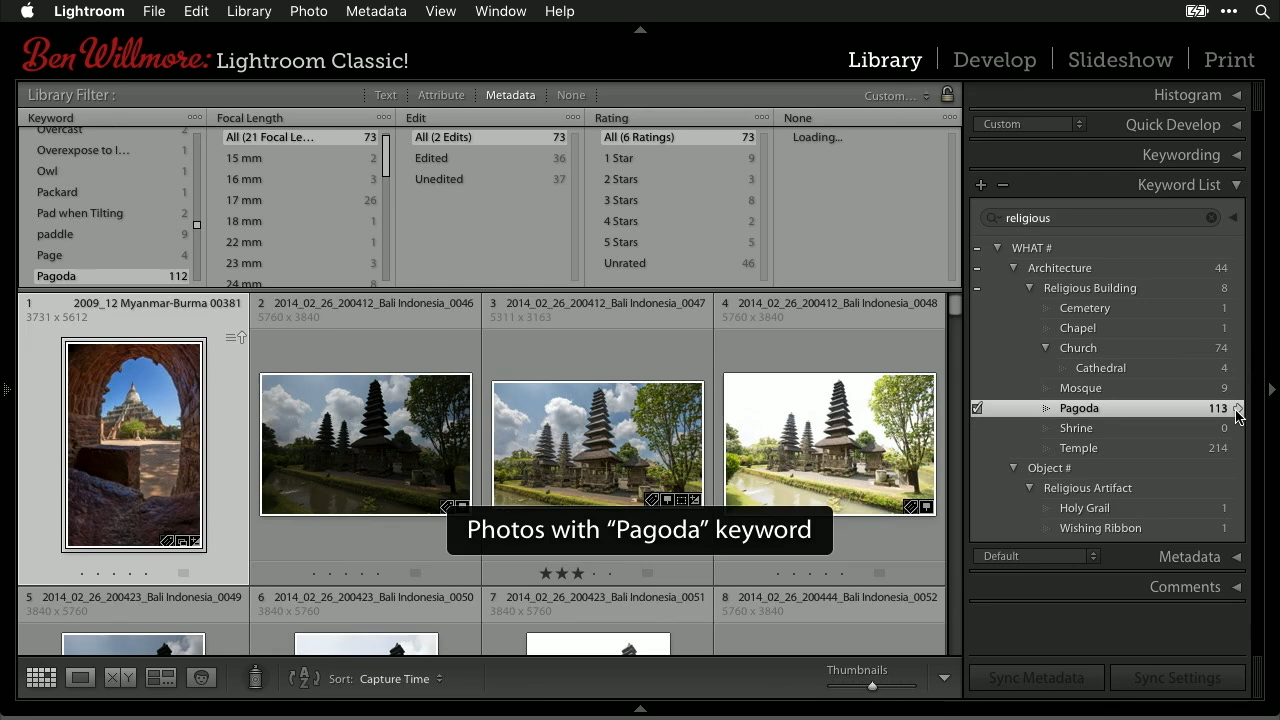 Lightroom File Edit Library Photo Metadata View Window Help
Ben Willmore: Lightroom Classic!
Library Develop Slideshow Print
Library Filter : Text Attribute Metadata None Custom…
Keyword
Overcast 2
Overexpose to I… 1
Owl 1
Packard 1
Pad when Tilting 2
paddle 9
Page 4
Pagoda 112
Focal Length
All (21 Focal Le… 73
15 mm 2
16 mm 3
17 mm 26
18 mm 1
22 mm 1
23 mm 3
24 mm 8
Edit
All (2 Edits) 73
Edited 36
Unedited 37
Rating
All (6 Ratings) 73
1 Star 9
2 Stars 3
3 Stars 8
4 Stars 2
5 Stars 5
Unrated 46
None
Loading...
1 2009_12 Myanmar-Burma 00381
3731 x 5612
2 2014_02_26_200412_Bali Indonesia_0046
5760 x 3840
3 2014_02_26_200412_Bali Indonesia_0047
5311 x 3163
4 2014_02_26_200412_Bali Indonesia_0048
5760 x 3840
Photos with “Pagoda” keyword
5 2014_02_26_200423_Bali Indonesia_0049
3840 x 5760
6 2014_02_26_200423_Bali Indonesia_0050
3840 x 5760
7 2014_02_26_200423_Bali Indonesia_0051
3840 x 5760
8 2014_02_26_200444_Bali Indonesia_0052
5760 x 3840
X Y
Sort: Capture Time
Thumbnails
Histogram
Custom Quick Develop
Keywording
Keyword List
religious
WHAT #
Architecture 44
Religious Building 8
Cemetery 1
Chapel 1
Church 74
Cathedral 4
Mosque 9
Pagoda 113
Shrine 0
Temple 214
Object #
Religious Artifact
Holy Grail 1
Wishing Ribbon 1
Default Metadata
Comments
Sync Metadata Sync Settings